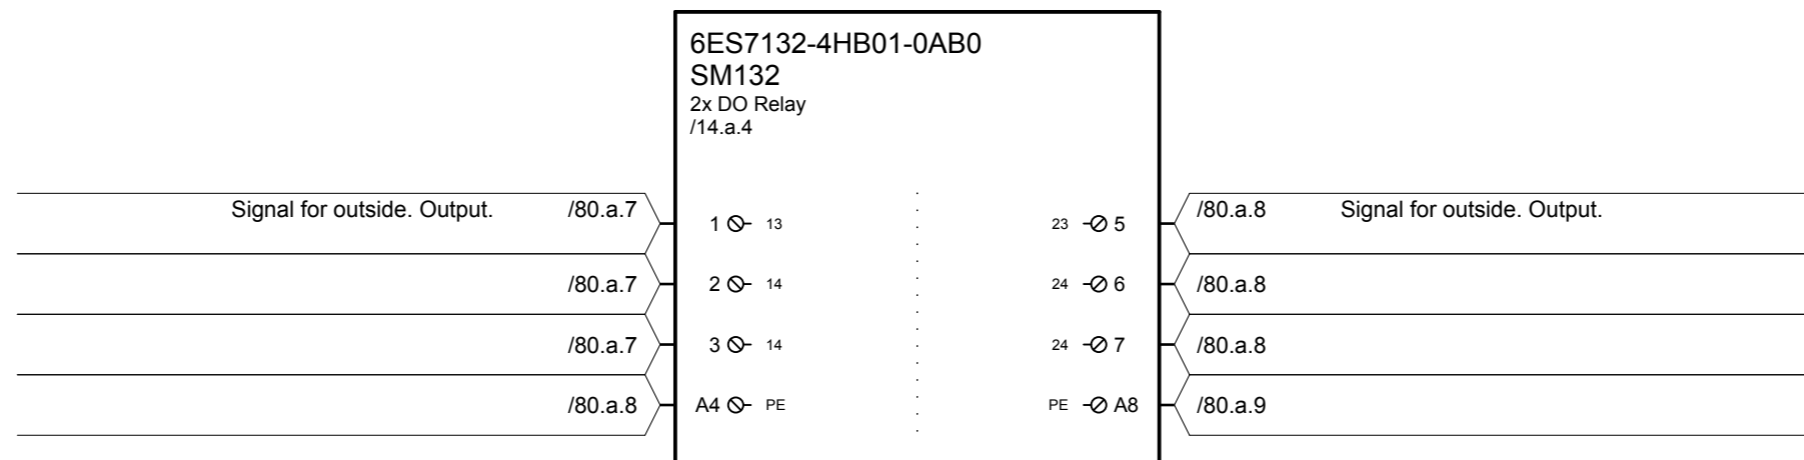 6ES7132-4HB01-0AB0
SM132
2x DO Relay
/14.a.4
Signal for outside. Output. /80.a.7 1 13 23 5 /80.a.8 Signal for outside. Output.
/80.a.7 2 14 24 6 /80.a.8
/80.a.7 3 14 24 7 /80.a.8
/80.a.8 A4 PE PE A8 /80.a.9